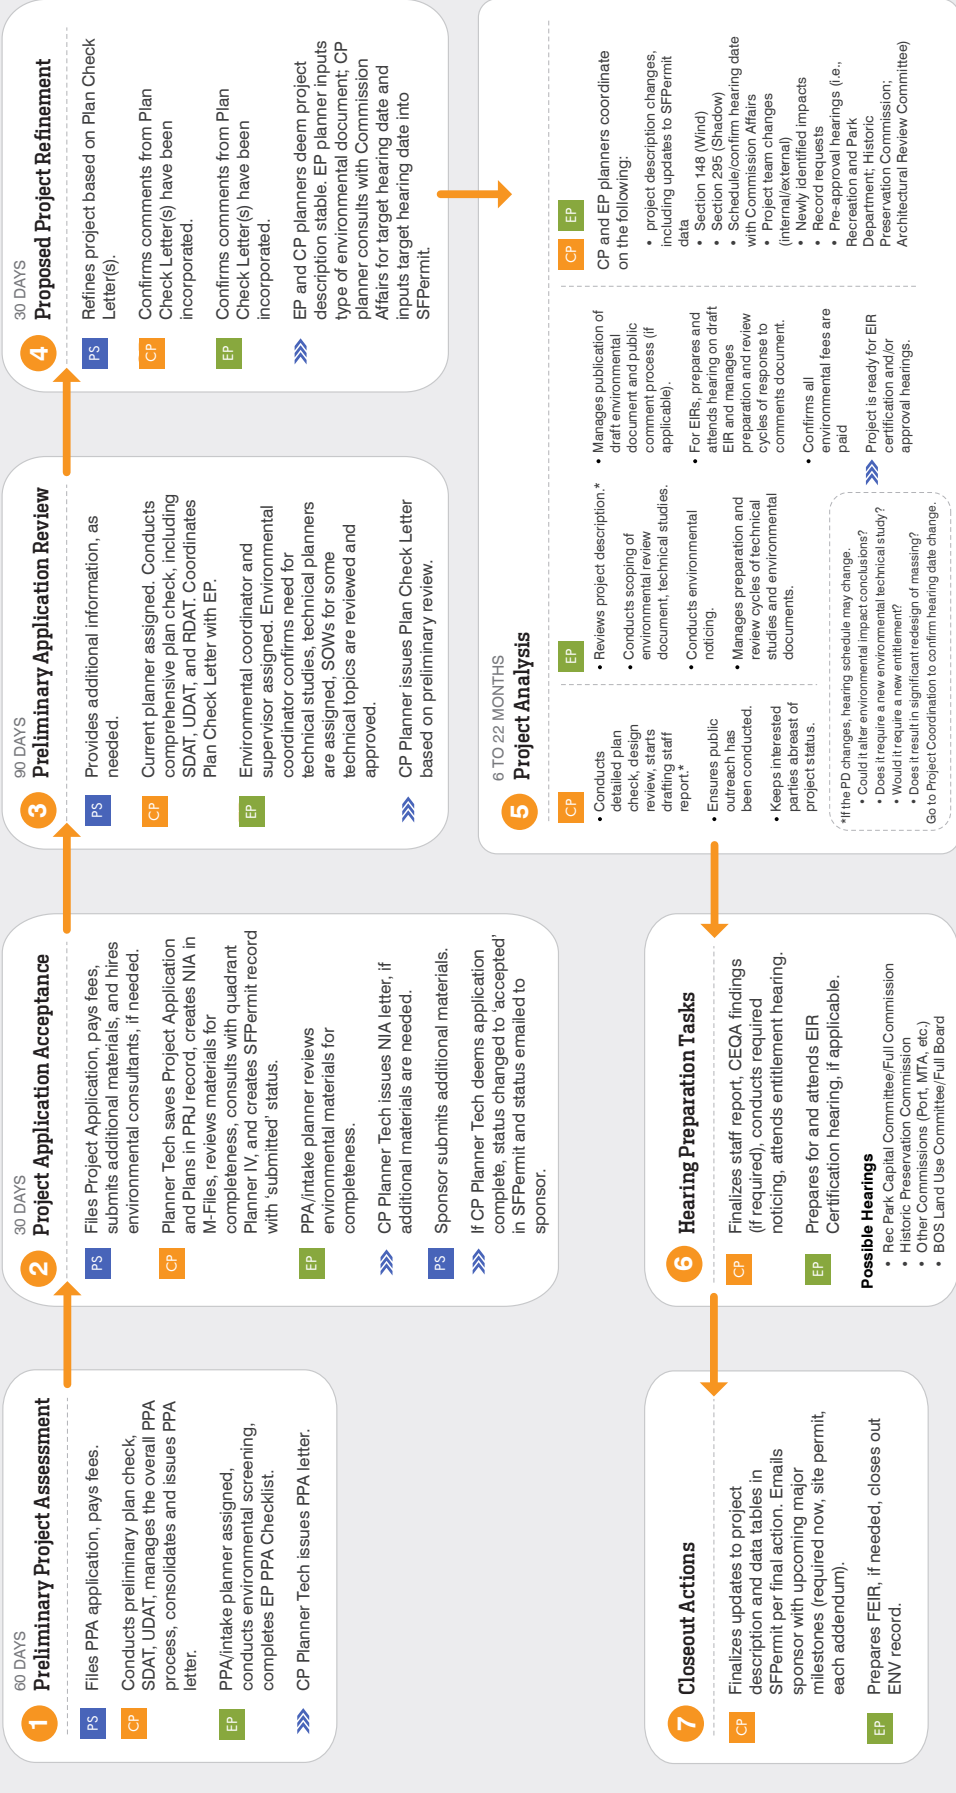 60 DAYS
1 Preliminary Project Assessment
PS
Files PPA application, pays fees.
CP
Conducts preliminary plan check,
SDAT, UDAT, manages the overall PPA
process, consolidates and issues PPA
letter.
EP
PPA/intake planner assigned,
conducts environmental screening,
completes EP PPA Checklist.
CP Planner Tech issues PPA letter.
30 DAYS
2 Project Application Acceptance
PS
Files Project Application, pays fees,
submits additional materials, and hires
environmental consultants, if needed.
CP
Planner Tech saves Project Application
and Plans in PRJ record, creates NIA in
M-Files, reviews materials for
completeness, consults with quadrant
Planner IV, and creates SFPermit record
with ‘submitted’ status.
EP
PPA/intake planner reviews
environmental materials for
completeness.
CP Planner Tech issues NIA letter, if
additional materials are needed.
PS
Sponsor submits additional materials.
If CP Planner Tech deems application
complete, status changed to ‘accepted’
in SFPermit and status emailed to
sponsor.
90 DAYS
3 Preliminary Application Review
PS
Provides additional information, as
needed.
CP
Current planner assigned. Conducts
comprehensive plan check, including
SDAT, UDAT, and RDAT. Coordinates
Plan Check Letter with EP.
EP
Environmental coordinator and
supervisor assigned. Environmental
coordinator confirms need for
technical studies, technical planners
are assigned, SOWs for some
technical topics are reviewed and
approved.
CP Planner issues Plan Check Letter
based on preliminary review.
30 DAYS
4 Proposed Project Refinement
PS
Refines project based on Plan Check
Letter(s).
CP
Confirms comments from Plan
Check Letter(s) have been
incorporated.
EP
Confirms comments from Plan
Check Letter(s) have been
incorporated.
EP and CP planners deem project
description stable. EP planner inputs
type of environmental document; CP
planner consults with Commission
Affairs for target hearing date and
inputs target hearing date into
SFPermit.
6 TO 22 MONTHS
5 Project Analysis
CP
• Conducts
detailed plan
check, design
review, starts
drafting staff
report.*
• Ensures public
outreach has
been conducted.
• Keeps interested
parties abreast of
project status.
EP
• Reviews project description.*
• Conducts scoping of
environmental review
document, technical studies.
• Conducts environmental
noticing.
• Manages preparation and
review cycles of technical
studies and environmental
documents.
• Manages publication of
draft environmental
document and public
comment process (if
applicable).
• For EIRs, prepares and
attends hearing on draft
EIR and manages
preparation and review
cycles of response to
comments document.
• Confirms all
environmental fees are
paid
Project is ready for EIR
certification and/or
approval hearings.
*If the PD changes, hearing schedule may change.
• Could it alter environmental impact conclusions?
• Does it require a new environmental technical study?
• Would it require a new entitlement?
• Does it result in significant redesign of massing?
Go to Project Coordination to confirm hearing date change.
CP EP
CP and EP planners coordinate
on the following:
• project description changes,
including updates to SFPermit
data
• Section 148 (Wind)
• Section 295 (Shadow)
• Schedule/confirm hearing date
with Commission Affairs
• Project team changes
(internal/external)
• Newly identified impacts
• Record requests
• Pre-approval hearings (i.e.,
Recreation and Park
Department; Historic
Preservation Commission;
Architectural Review Committee)
6 Hearing Preparation Tasks
CP
Finalizes staff report, CEQA findings
(if required), conducts required
noticing, attends entitlement hearing.
EP
Prepares for and attends EIR
Certification hearing, if applicable.
Possible Hearings
• Rec Park Capital Committee/Full Commission
• Historic Preservation Commission
• Other Commissions (Port, MTA, etc.)
• BOS Land Use Committee/Full Board
7 Closeout Actions
CP
Finalizes updates to project
description and data tables in
SFPermit per final action. Emails
sponsor with upcoming major
milestones (required now, site permit,
each addendum).
EP
Prepares FEIR, if needed, closes out
ENV record.